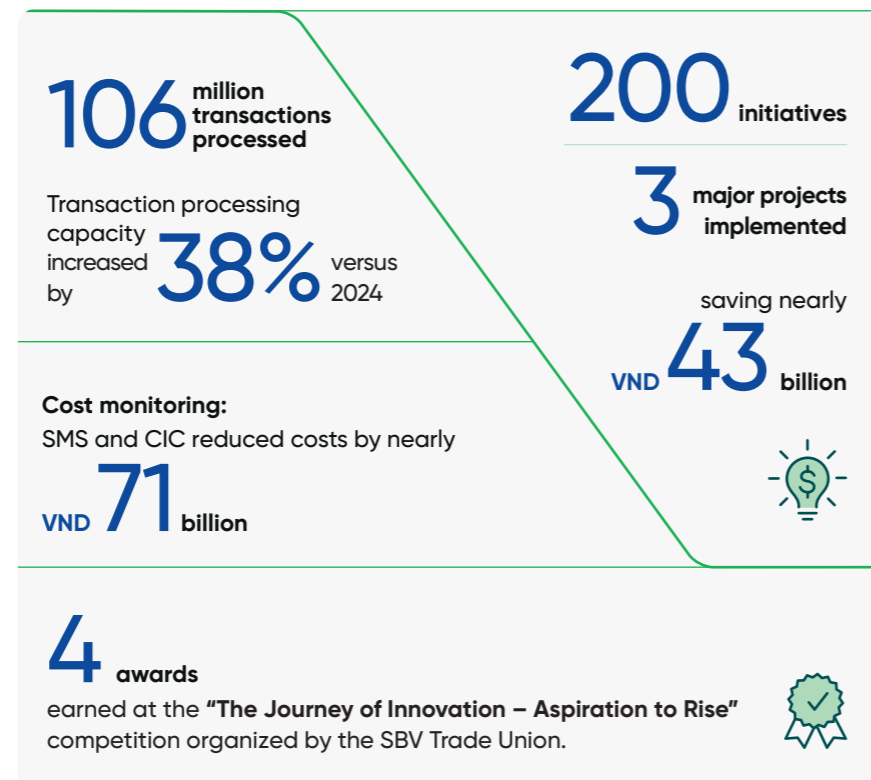 106 million
transactions
processed
Transaction processing
capacity
increased
by
38%
versus
2024
Cost monitoring:
SMS and CIC reduced costs by nearly
VND 71 billion
200 initiatives
3 major projects
implemented
saving nearly
VND 43 billion
$
4 awards
earned at the “The Journey of Innovation – Aspiration to Rise”
competition organized by the SBV Trade Union.